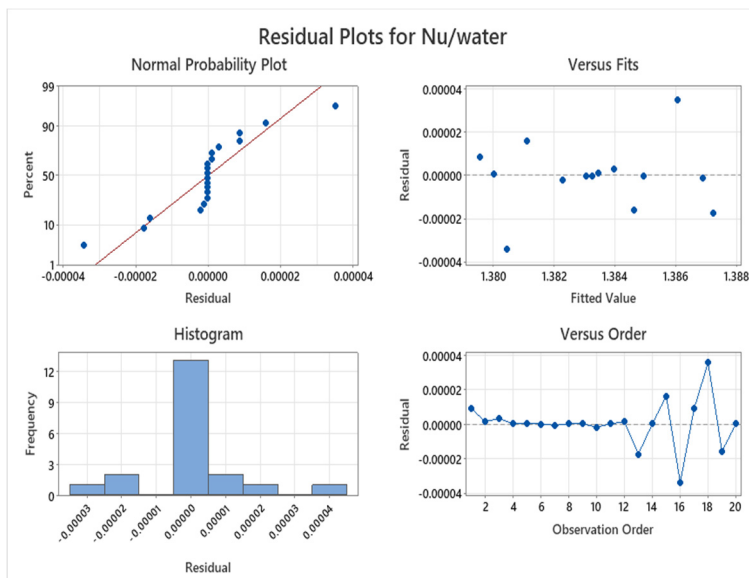 Residual Plots for Nu/water
Normal Probability Plot
99
90
50
10
1
Percent
-0.00004 -0.00002 0.00000 0.00002 0.00004
Residual
Versus Fits
0.00004
0.00002
0.00000
-0.00002
-0.00004
Residual
1.380 1.382 1.384 1.386 1.388
Fitted Value
Histogram
12
9
6
3
0
Frequency
-0.00003 -0.00002 -0.00001 0.00000 0.00001 0.00002 0.00003 0.00004
Residual
Versus Order
0.00004
0.00002
0.00000
-0.00002
-0.00004
Residual
2 4 6 8 10 12 14 16 18 20
Observation Order